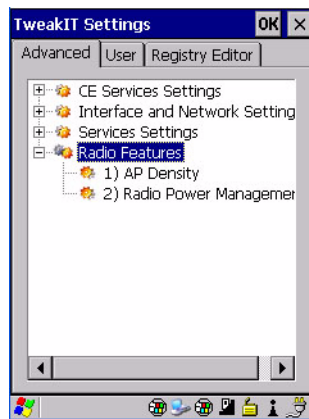 TweakIT Settings OK ×
Advanced User Registry Editor
CE Services Settings
Interface and Network Setting
Services Settings
Radio Features
1) AP Density
2) Radio Power Managemer